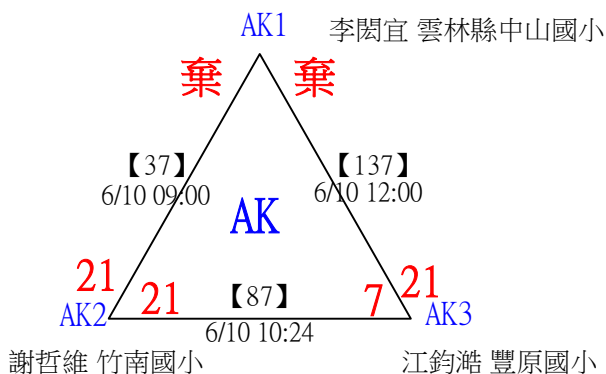 AK1 李閎宜 雲林縣中山國小
棄 棄
【37】 【137】
6/10 09:00 6/10 12:00
AK
21 21 【87】 7 21
AK2 AK3
6/10 10:24
謝哲維 竹南國小 江鈞澔 豐原國小